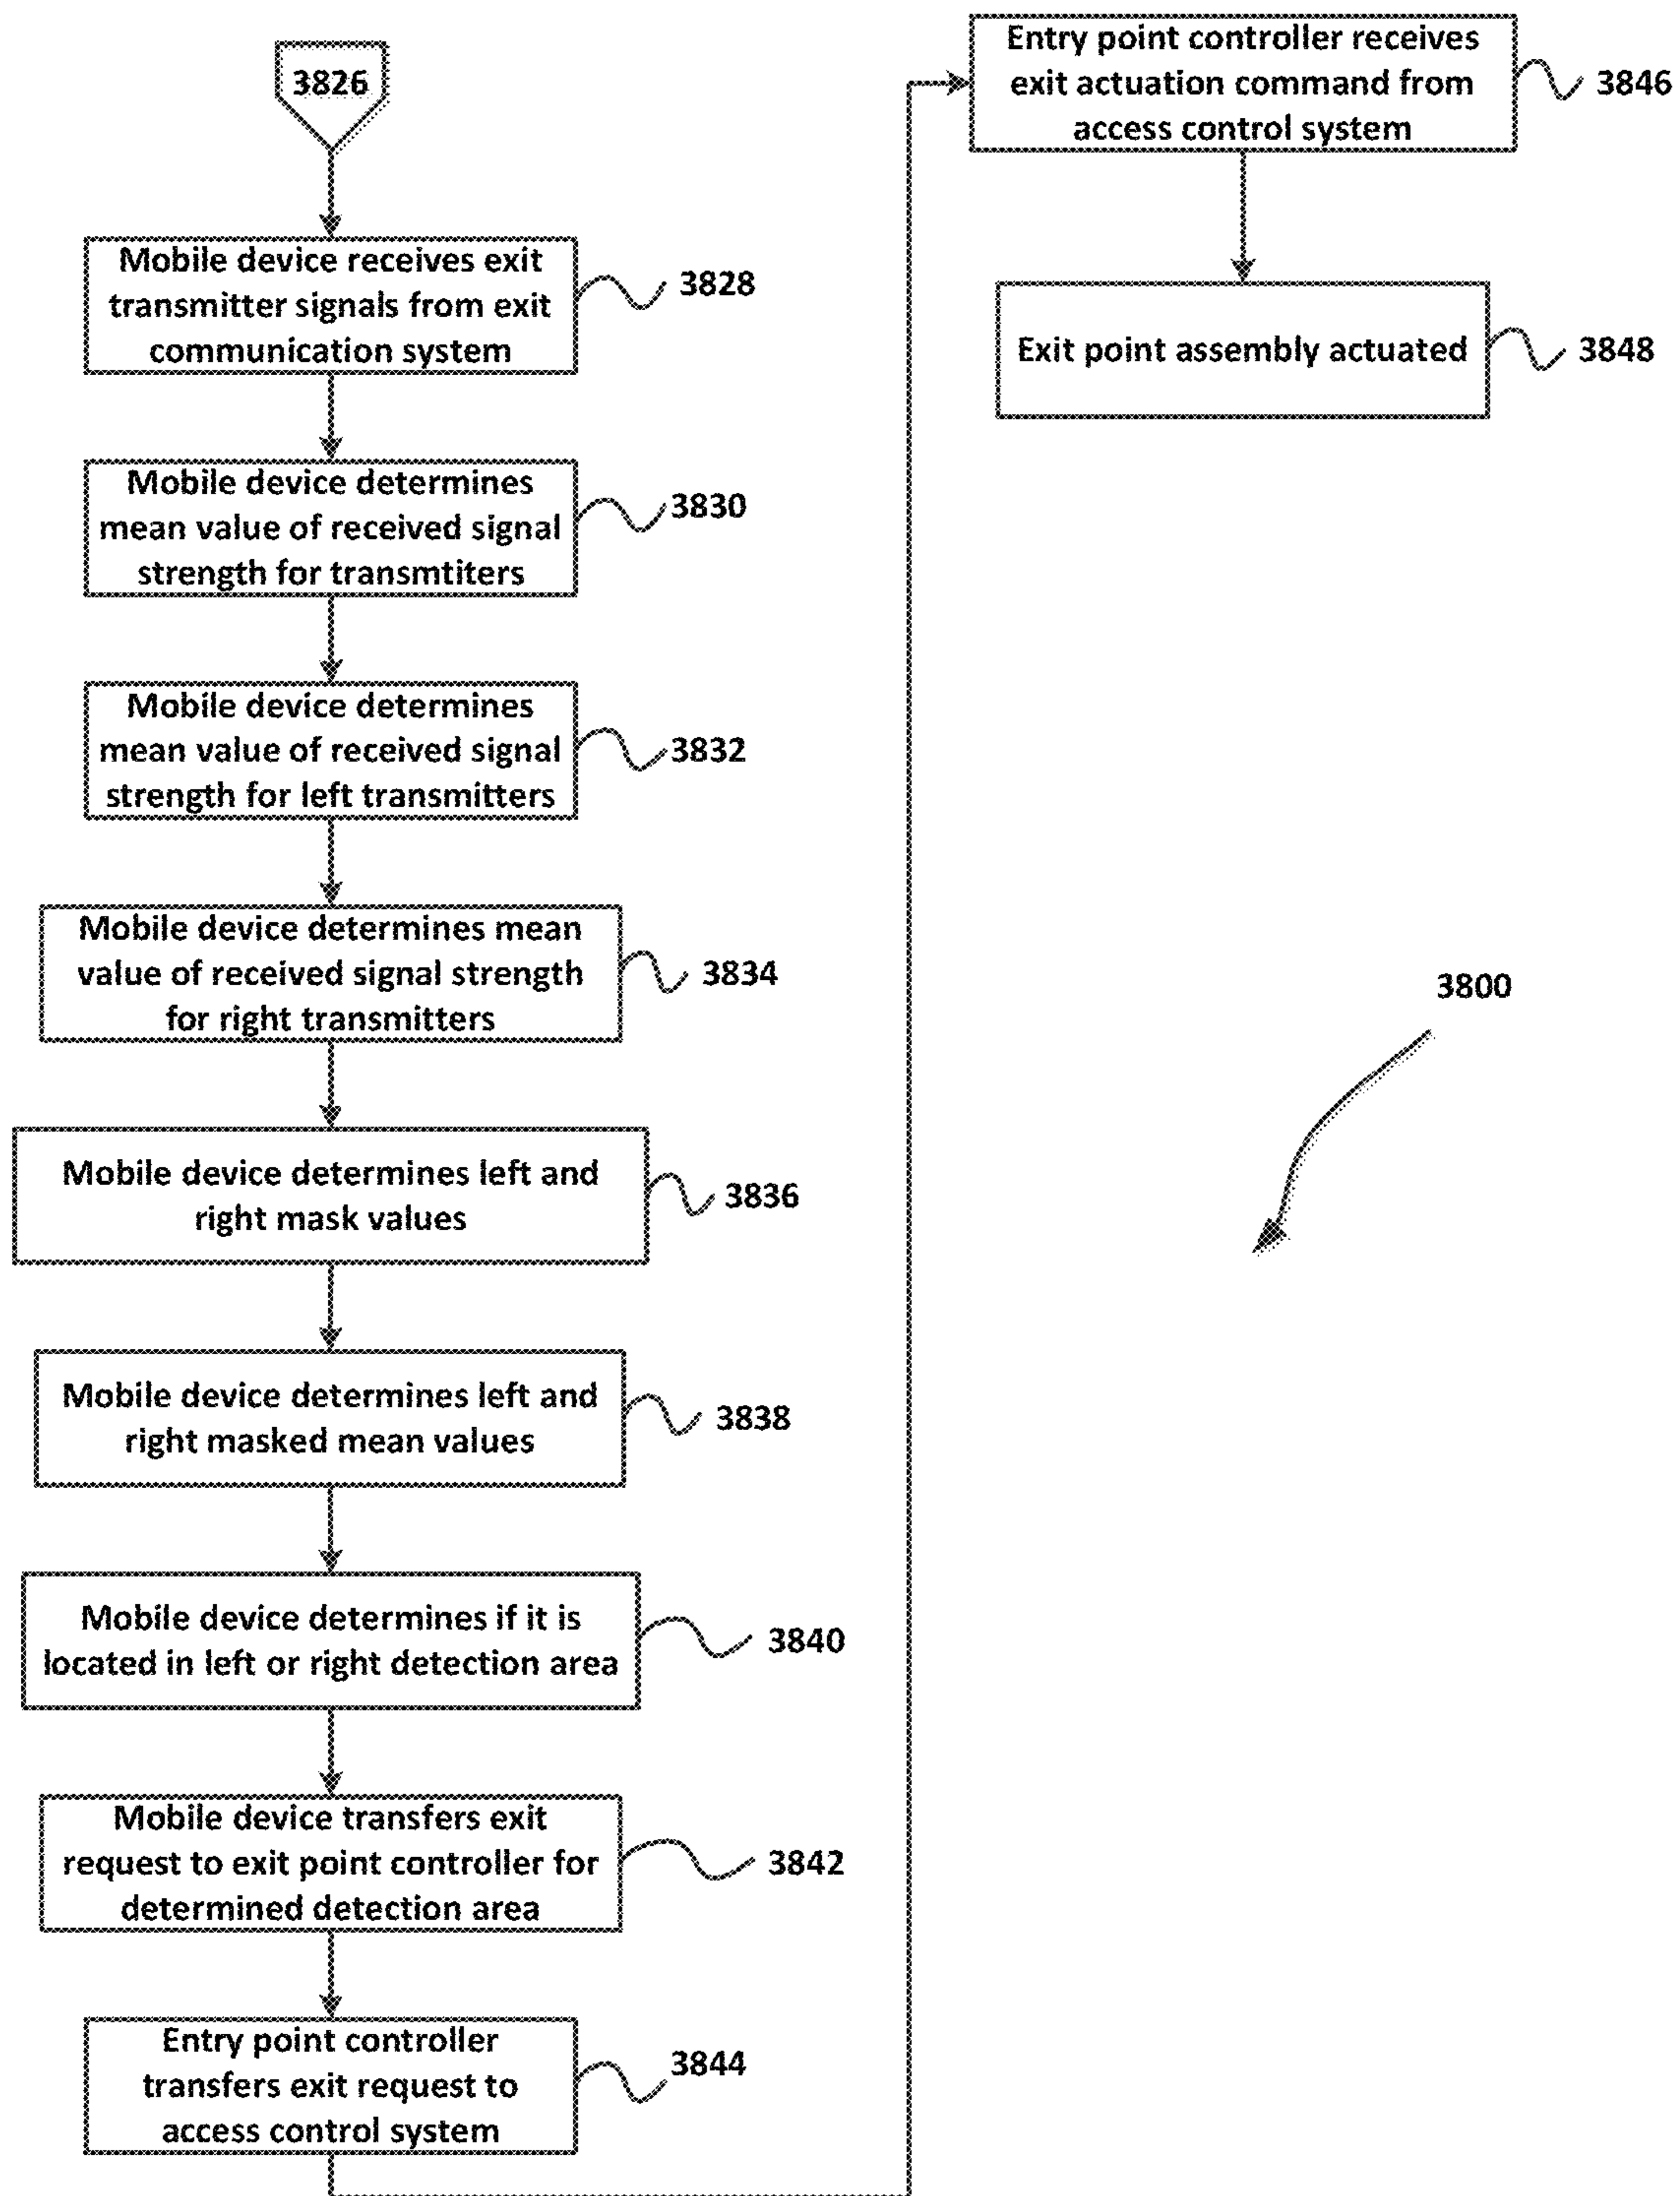 3826
Mobile device receives exit
transmitter signals from exit
communication system
3828
Mobile device determines
mean value of received signal
strength for transmtiters
3830
Mobile device determines
mean value of received signal
strength for left transmitters
3832
Mobile device determines mean
value of received signal strength
for right transmitters
3834
Mobile device determines left and
right mask values
3836
Mobile device determines left and
right masked mean values
3838
Mobile device determines if it is
located in left or right detection area
3840
Mobile device transfers exit
request to exit point controller for
determined detection area
3842
Entry point controller
transfers exit request to
access control system
3844
Entry point controller receives
exit actuation command from
access control system
3846
Exit point assembly actuated
3848
3800